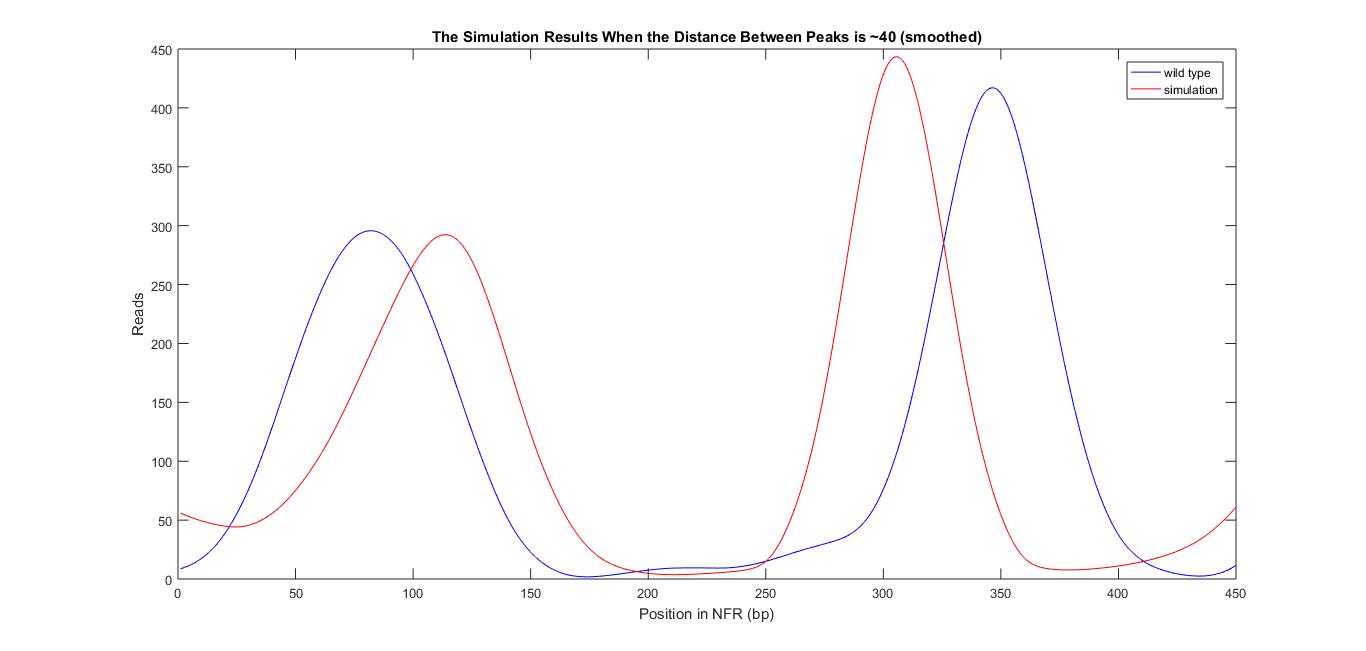 The Simulation Results When the Distance Between Peaks is ~40 (smoothed)
wild type
simulation
450
400
350
300
250
200
150
100
50
0
Reads
0 50 100 150 200 250 300 350 400 450
Position in NFR (bp)